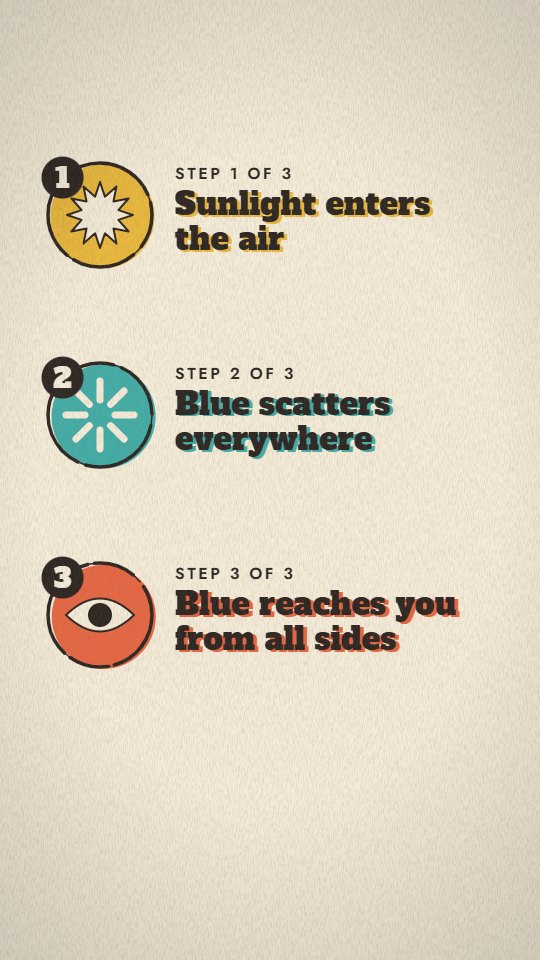 1
STEP 1 OF 3
Sunlight enters
the air
2
STEP 2 OF 3
Blue scatters
everywhere
3
STEP 3 OF 3
Blue reaches you
from all sides